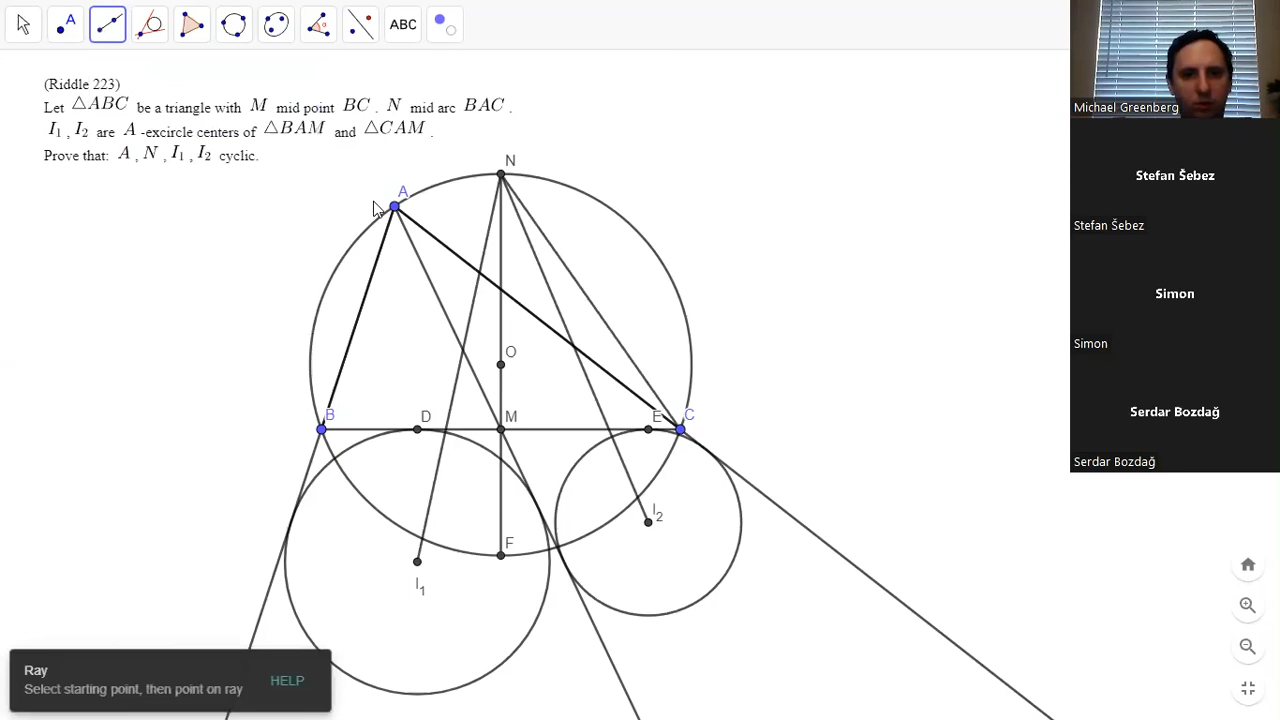 ABC
(Riddle 223)
Let △ABC be a triangle with M mid point BC . N mid arc BAC .
I₁ , I₂ are A -excircle centers of △BAM and △CAM .
Prove that: A , N , I₁ , I₂ cyclic.
N
A
O
B
D
M
E
C
I₂
F
I₁
Ray
Select starting point, then point on ray
HELP
Michael Greenberg
Stefan Šebez
Stefan Šebez
Simon
Simon
Serdar Bozdağ
Serdar Bozdağ
A